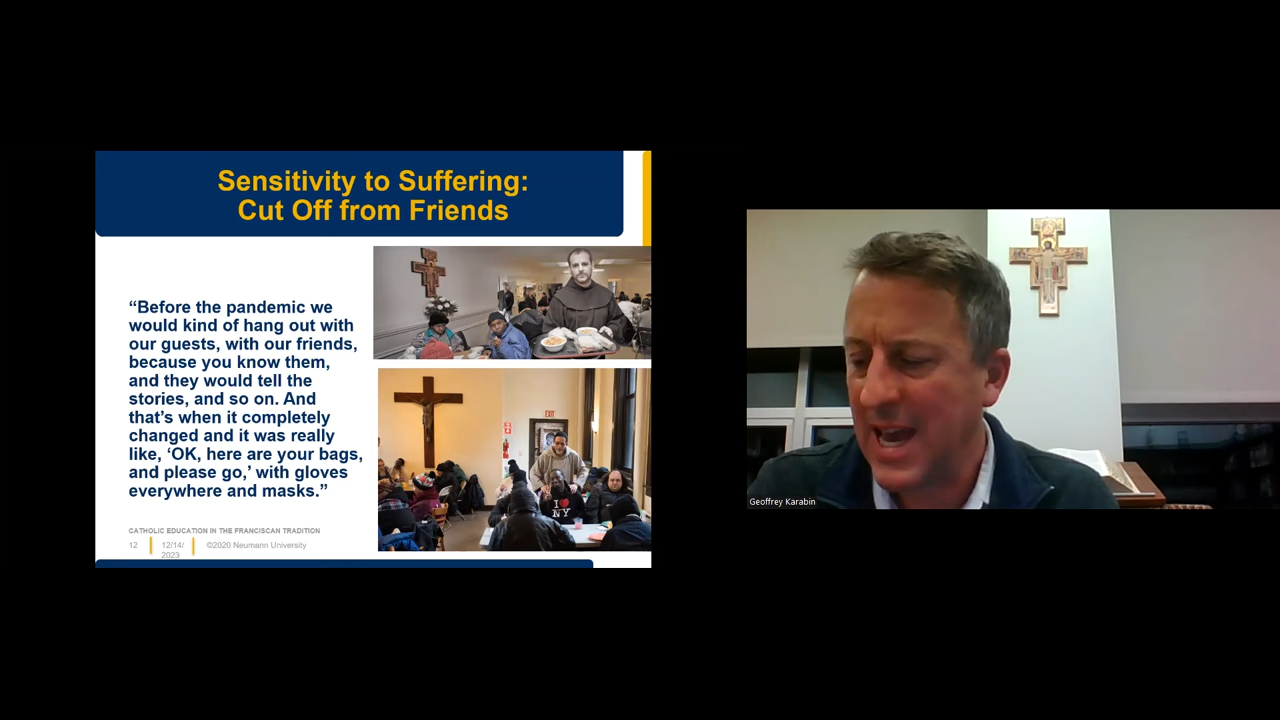 Sensitivity to Suffering:
Cut Off from Friends
“Before the pandemic we
would kind of hang out with
our guests, with our friends,
because you know them,
and they would tell the
stories, and so on. And
that’s when it completely
changed and it was really
like, ‘OK, here are your bags,
and please go,’ with gloves
everywhere and masks.”
EXIT
I
NY
CATHOLIC EDUCATION IN THE FRANCISCAN TRADITION
12
12/14/
2023
©2020 Neumann University
Geoffrey Karabin